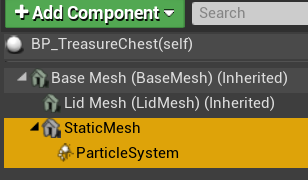 + Add Component Search
BP_TreasureChest(self)
Base Mesh (BaseMesh) (Inherited)
Lid Mesh (LidMesh) (Inherited)
StaticMesh
ParticleSystem